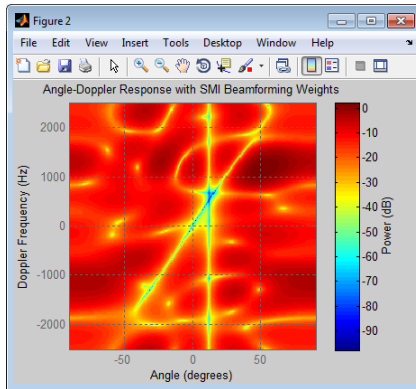 Figure 2
File Edit View Insert Tools Desktop Window Help
Angle-Doppler Response with SMI Beamforming Weights
2000
1000
0
-1000
-2000
Doppler Frequency (Hz)
-50 0 50
Angle (degrees)
0
-10
-20
-30
-40
-50
-60
-70
-80
-90
Power (dB)